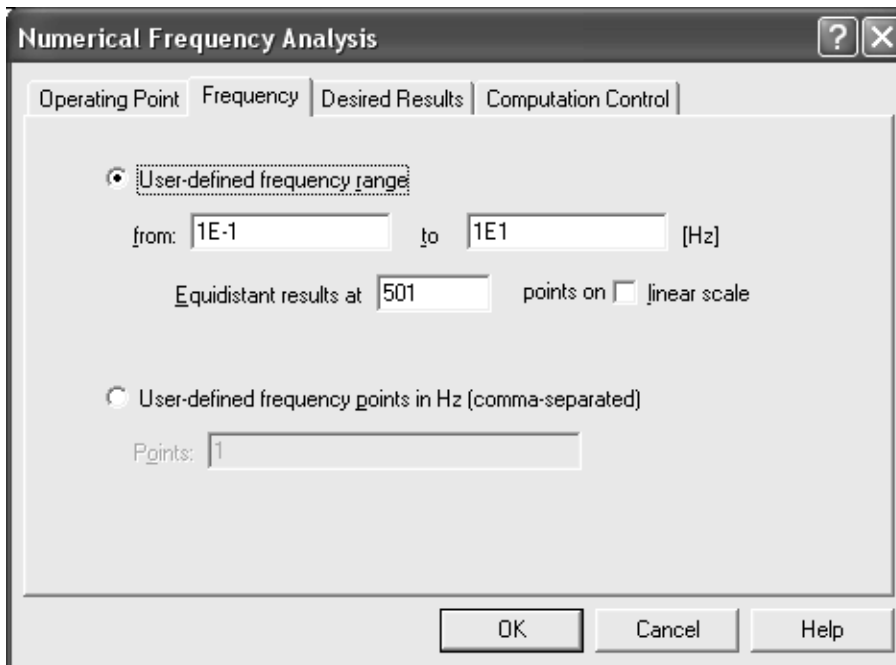 Numerical Frequency Analysis ? X
Operating Point Frequency Desired Results Computation Control
User-defined frequency range
from: 1E-1 to 1E1 [Hz]
Equidistant results at 501 points on linear scale
User-defined frequency points in Hz (comma-separated)
Points: 1
OK Cancel Help